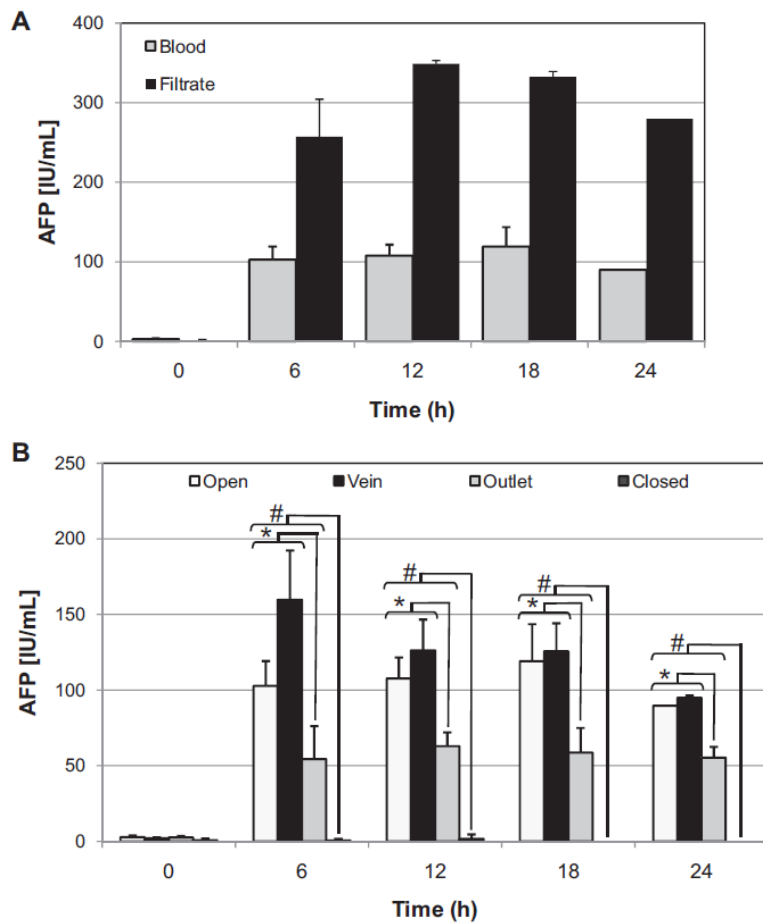 A
400
300
200
100
0
AFP [IU/mL]
Blood
Filtrate
0 6 12 18 24
Time (h)
B
250
200
150
100
50
0
AFP [IU/mL]
Open Vein Outlet Closed
#
*
#
*
#
*
#
*
0 6 12 18 24
Time (h)